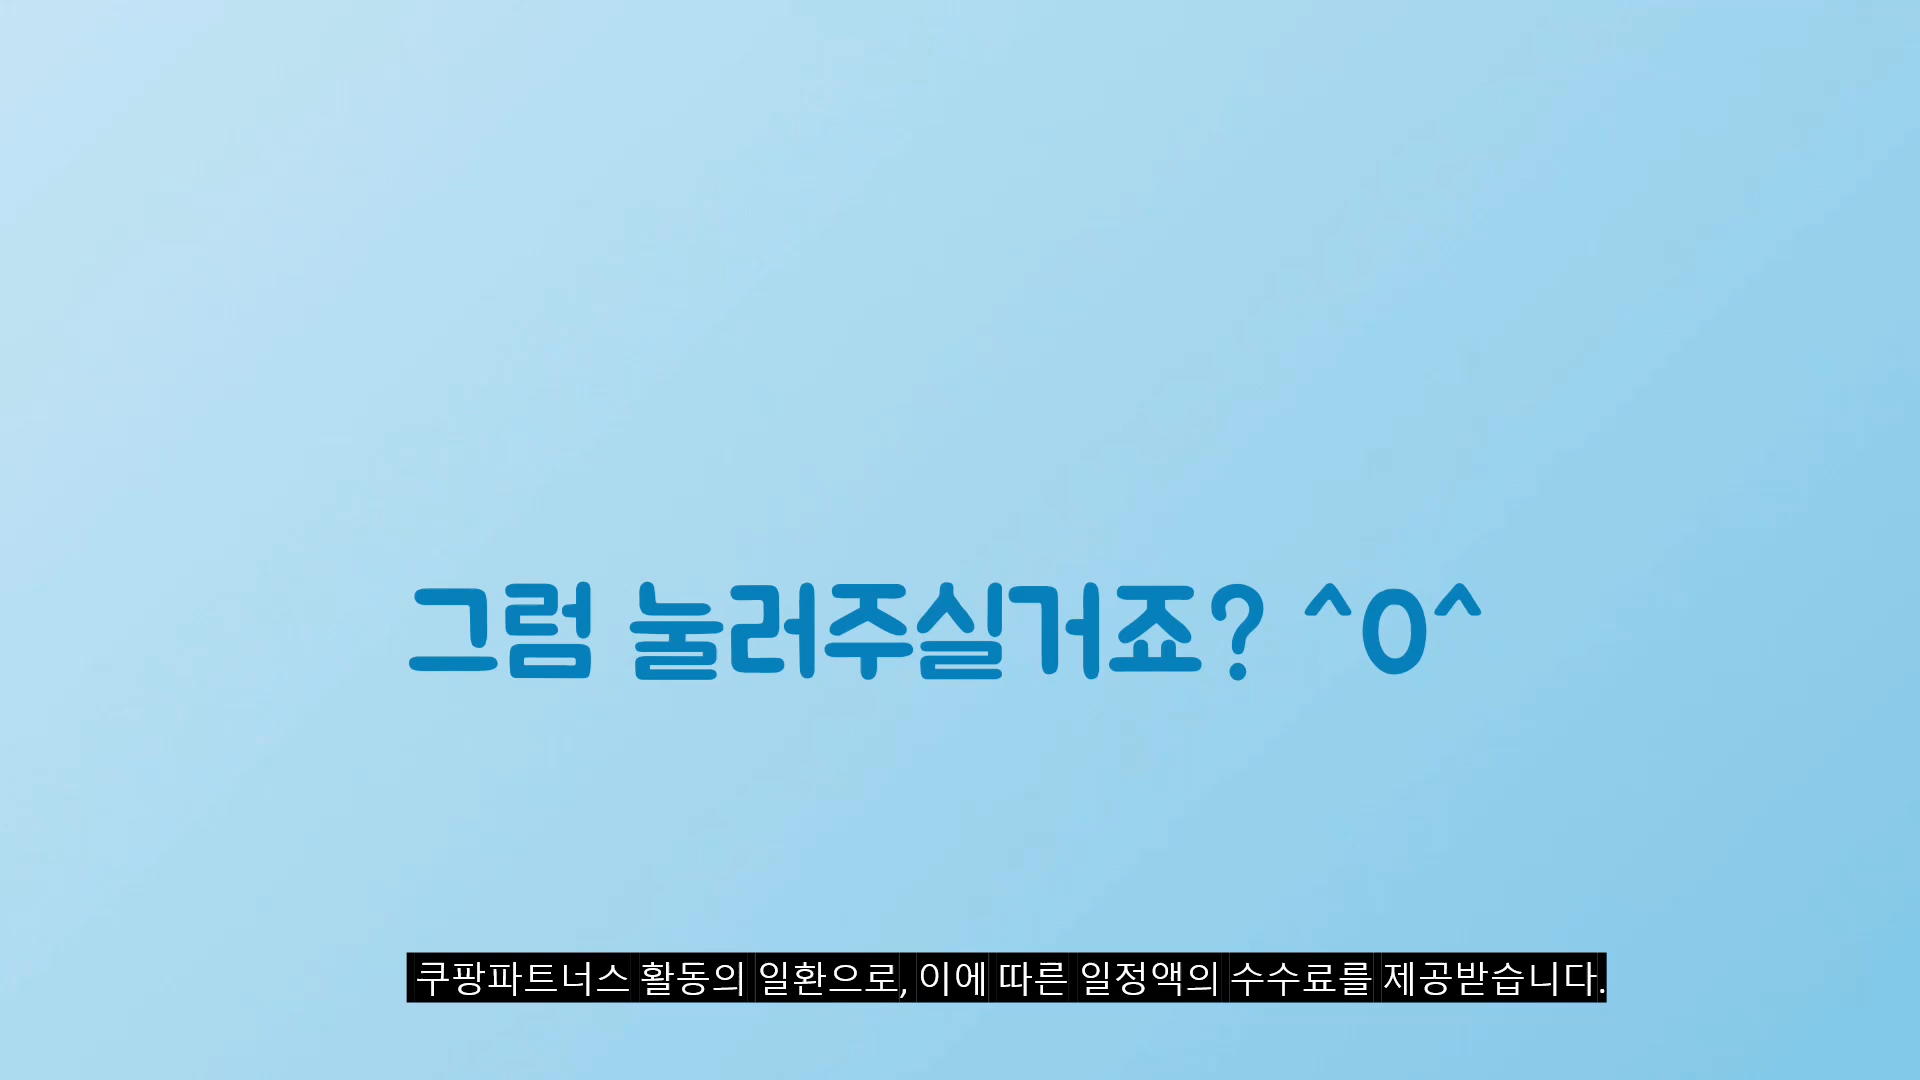 그럼 눌러주실거죠? ^0^
쿠팡파트너스 활동의 일환으로, 이에 따른 일정액의 수수료를 제공받습니다.